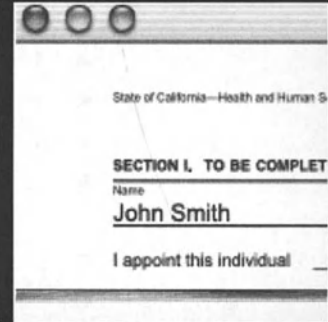 State of California—Health and Human S
SECTION I. TO BE COMPLET
Name
John Smith
I appoint this individual